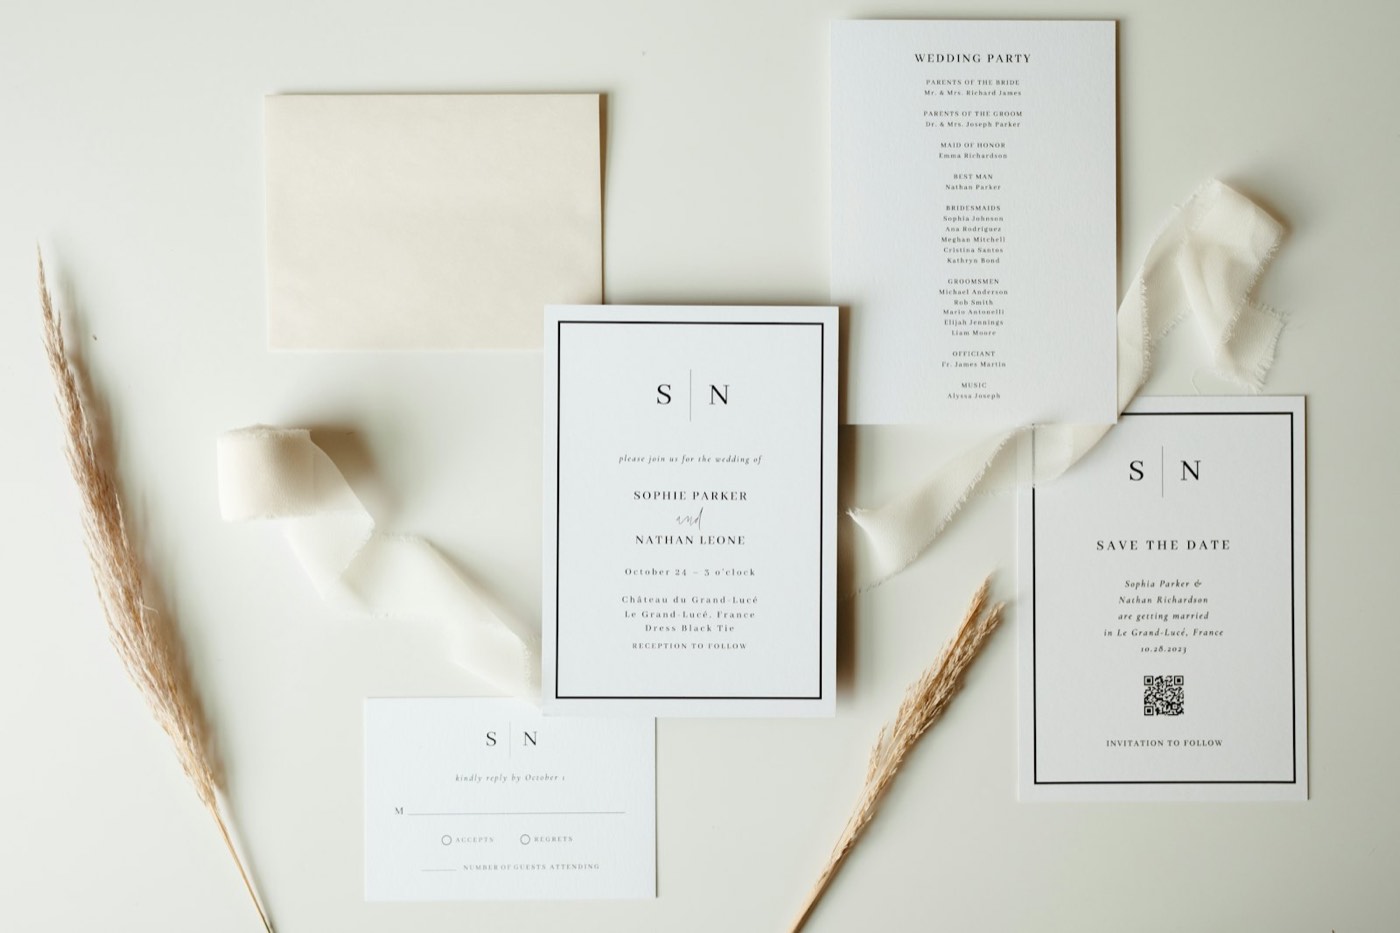 WEDDING PARTY
PARENTS OF THE BRIDE
Mr. & Mrs. Richard James
PARENTS OF THE GROOM
Dr. & Mrs. Joseph Parker
MAID OF HONOR
Emma Richardson
BEST MAN
Nathan Parker
BRIDESMAIDS
Sophia Johnson
Ana Rodriguez
Meghan Mitchell
Cristina Santos
Kathryn Bond
GROOMSMEN
Michael Anderson
Rob Smith
Mario Antonelli
Elijah Jennings
Liam Moore
OFFICIANT
Fr. James Martin
MUSIC
Alyssa Joseph
S N
please join us for the wedding of
SOPHIE PARKER
and
NATHAN LEONE
October 24 – 3 o'clock
Château du Grand-Lucé
Le Grand-Lucé, France
Dress Black Tie
RECEPTION TO FOLLOW
S N
SAVE THE DATE
Sophia Parker &
Nathan Richardson
are getting married
in Le Grand-Lucé, France
10.28.2023
INVITATION TO FOLLOW
S N
kindly reply by October 1
M
ACCEPTS REGRETS
NUMBER OF GUESTS ATTENDING